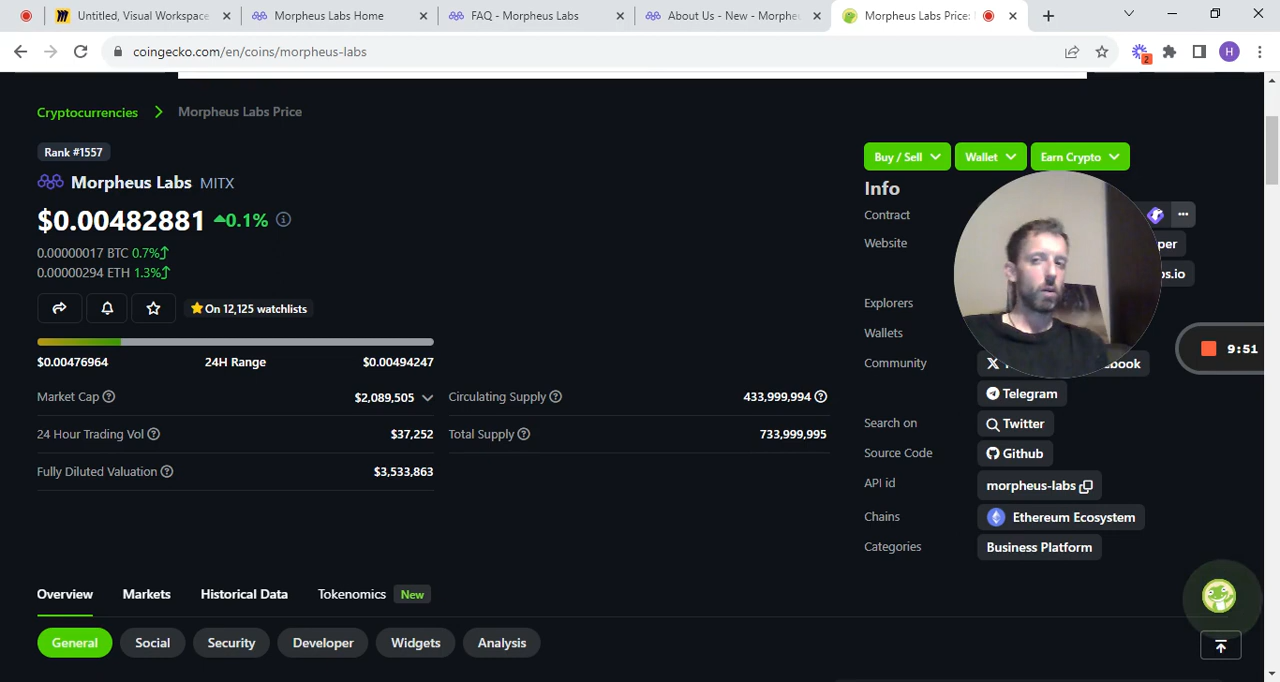 Untitled, Visual Workspace
Morpheus Labs Home
FAQ - Morpheus Labs
About Us - New - Morpheu
Morpheus Labs Price:
coingecko.com/en/coins/morpheus-labs
2
H
Cryptocurrencies
Morpheus Labs Price
Rank #1557
Buy / Sell
Wallet
Earn Crypto
Morpheus Labs MITX
Info
$0.00482881 0.1%
Contract
Website
per
0.00000017 BTC 0.7%
0.00000294 ETH 1.3%
bs.io
On 12,125 watchlists
Explorers
Wallets
$0.00476964 24H Range $0.00494247
9:51
Community
book
Market Cap $2,089,505
Circulating Supply 433,999,994
Telegram
Search on Twitter
24 Hour Trading Vol $37,252
Total Supply 733,999,995
Source Code Github
Fully Diluted Valuation $3,533,863
API id morpheus-labs
Chains Ethereum Ecosystem
Categories Business Platform
Overview
Markets
Historical Data
Tokenomics New
General
Social
Security
Developer
Widgets
Analysis